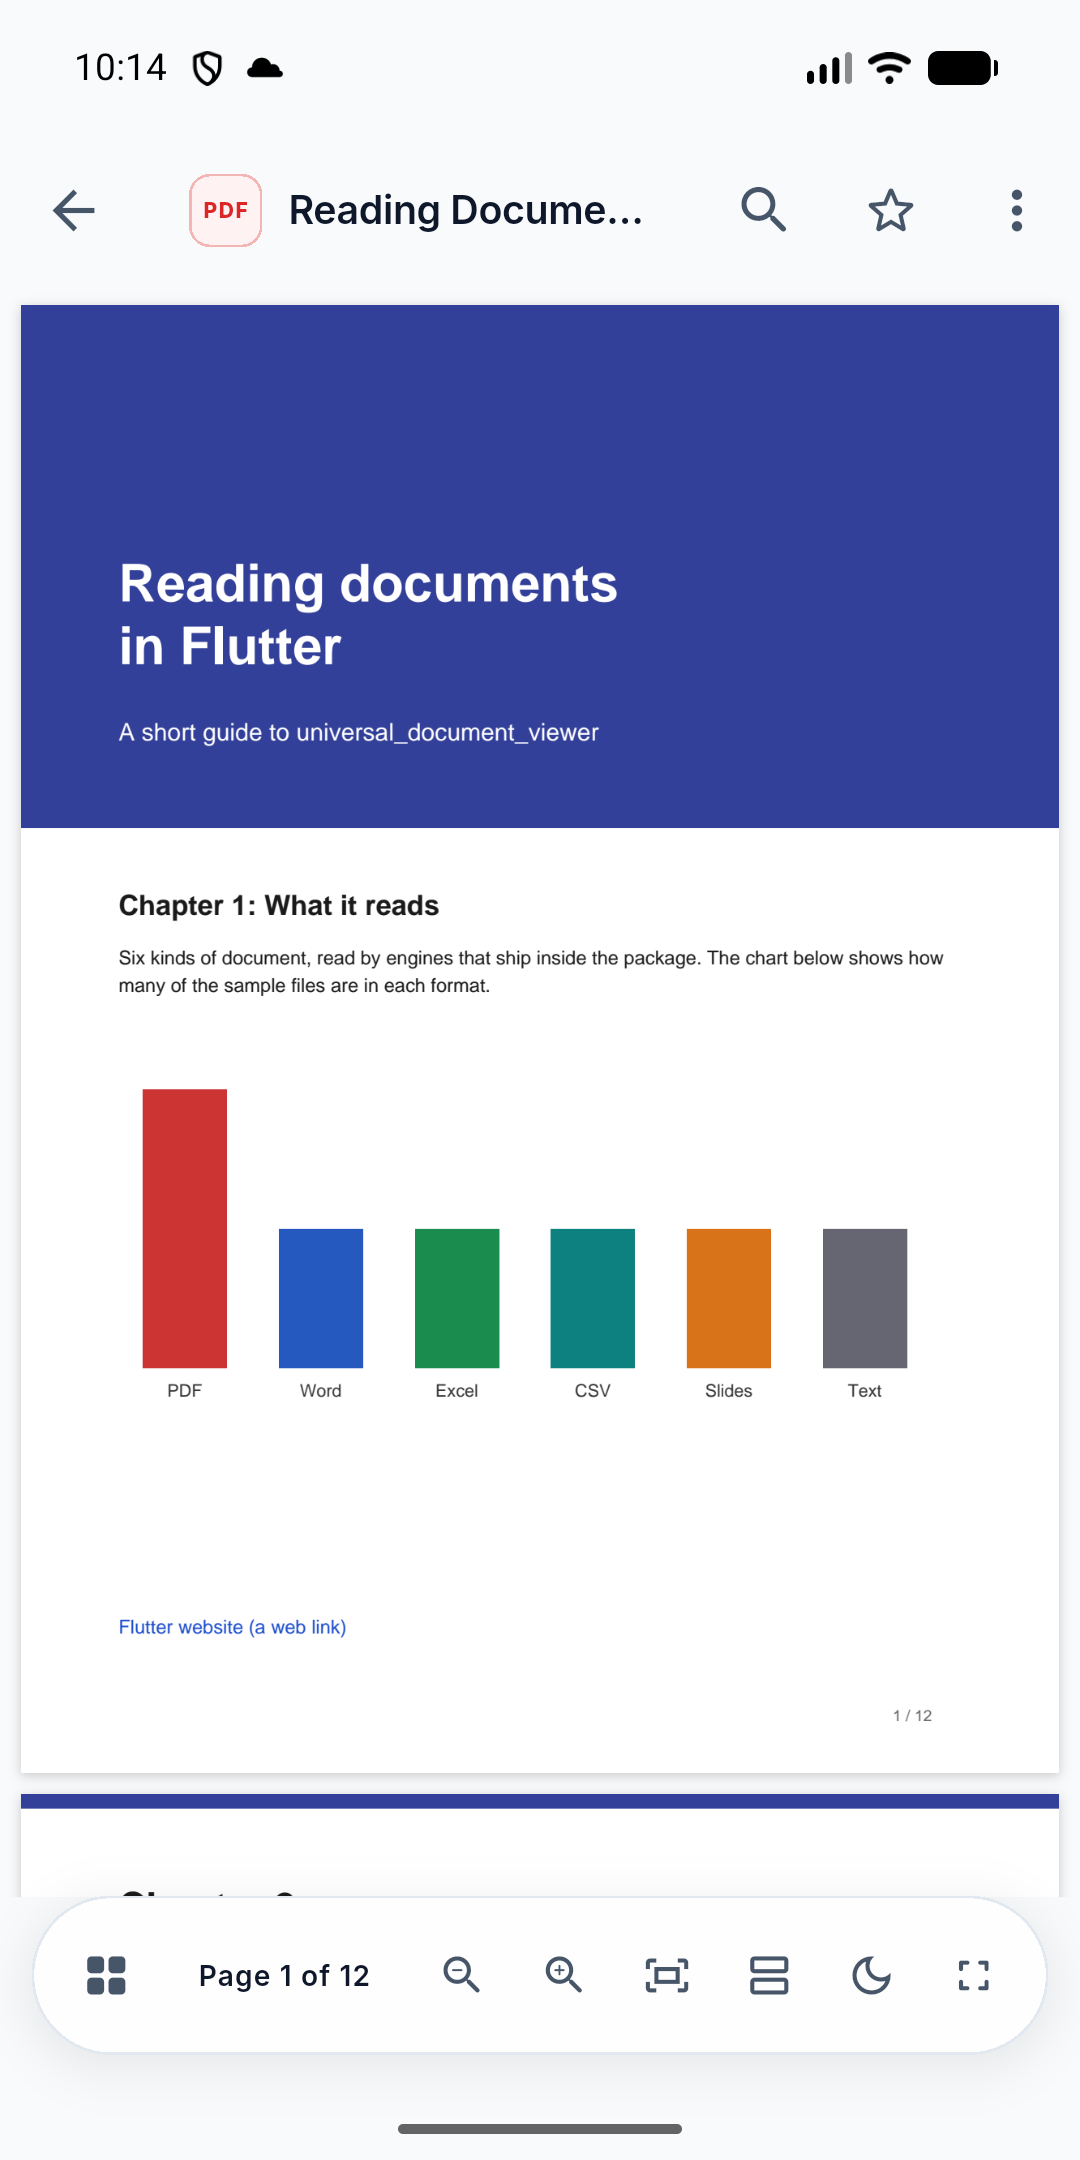 10:14
PDF
Reading Docume...
Reading documents
in Flutter
A short guide to universal_document_viewer
Chapter 1: What it reads
Six kinds of document, read by engines that ship inside the package. The chart below shows how
many of the sample files are in each format.
PDF Word Excel CSV Slides Text
Flutter website (a web link)
1 / 12
Page 1 of 12